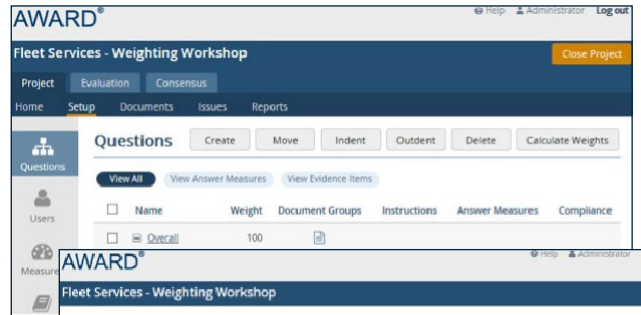 AWARD®
Help Administrator Log out
Fleet Services - Weighting Workshop Close Project
Project Evaluation Consensus
Home Setup Documents Issues Reports
Questions Create Move Indent Outdent Delete Calculate Weights
Questions
View All View Answer Measures View Evidence Items
Users
Name Weight Document Groups Instructions Answer Measures Compliance
Overall 100
Measure
AWARD®
Help Administrator
Fleet Services - Weighting Workshop